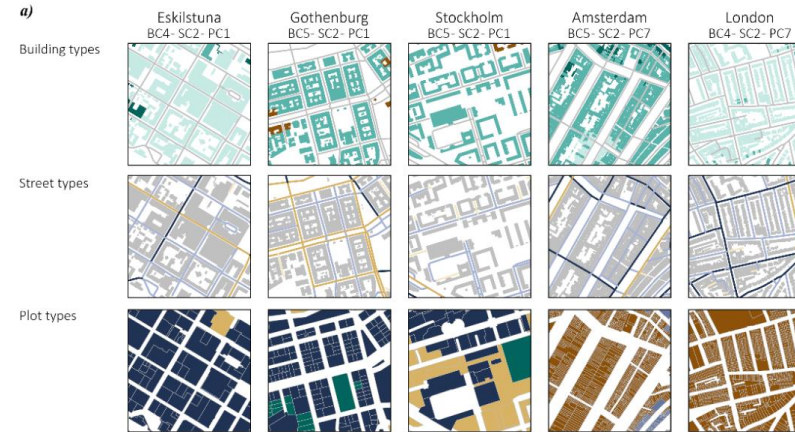 a)
Eskilstuna
BC4- SC2- PC1
Gothenburg
BC5- SC2- PC1
Stockholm
BC5- SC2- PC1
Amsterdam
BC5- SC2- PC7
London
BC4- SC2- PC7
Building types
Street types
Plot types